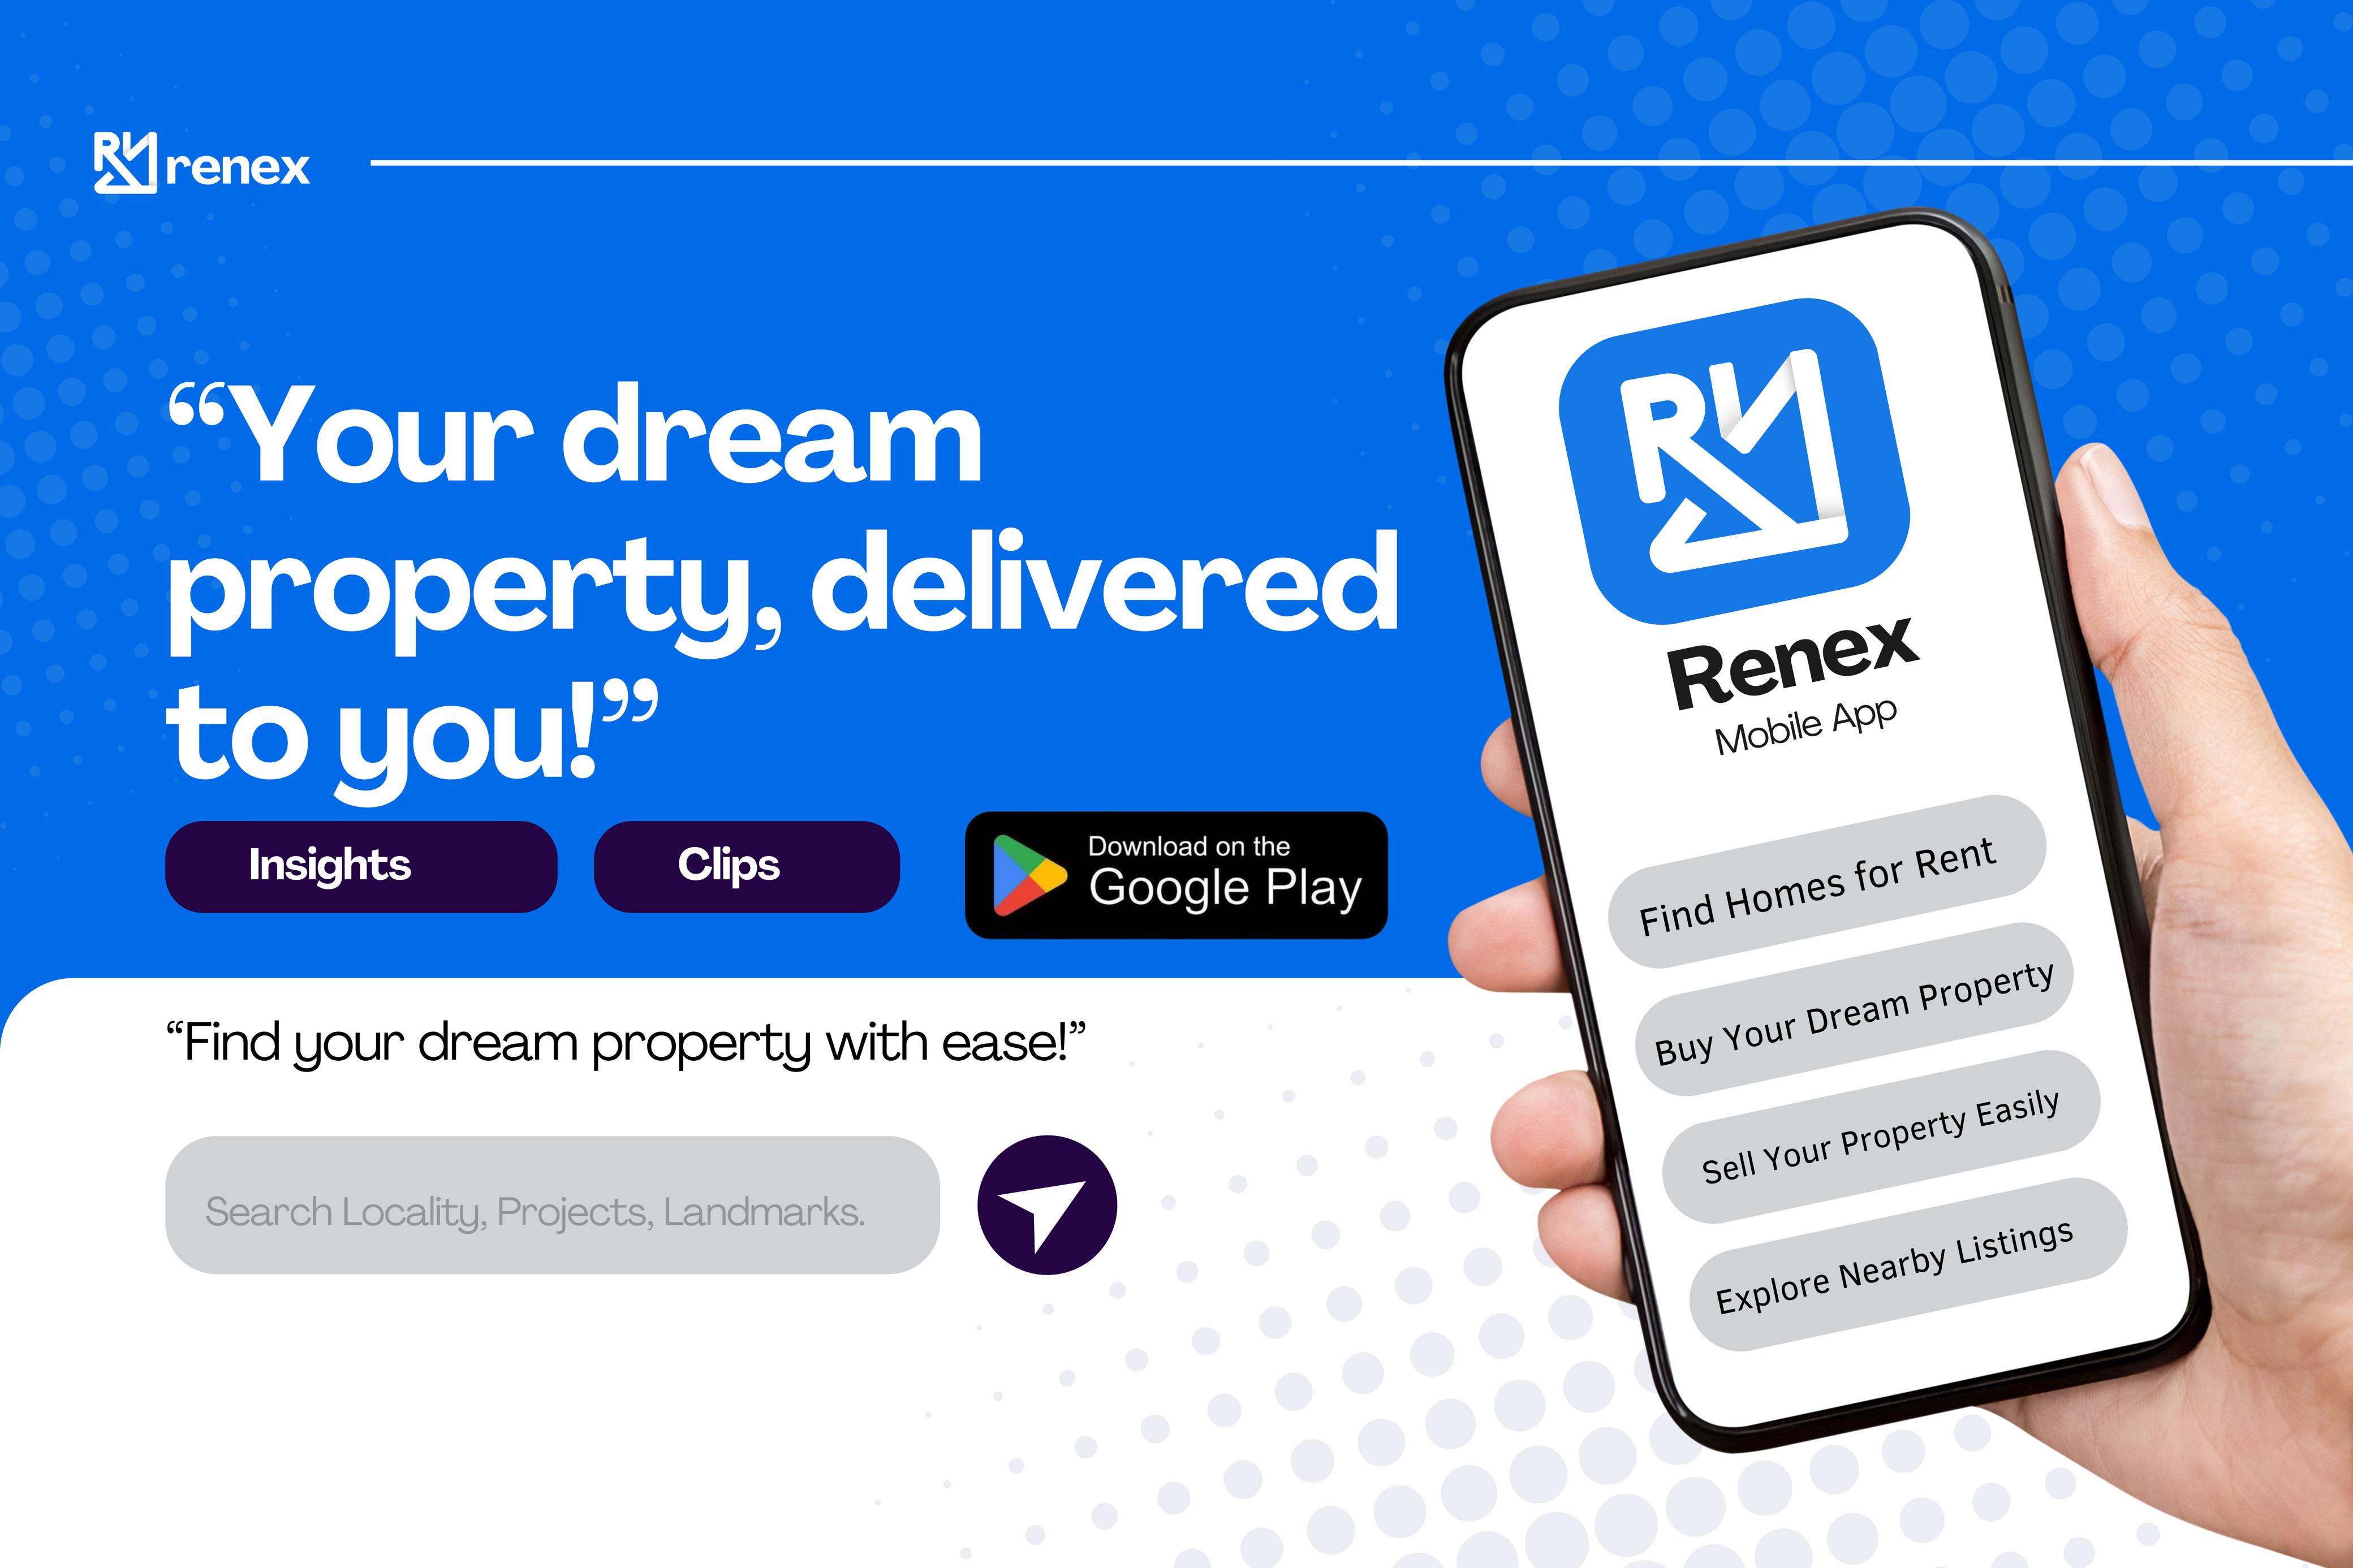 renex
“Your dream
property, delivered
to you!”
Insights
Clips
Download on the
Google Play
“Find your dream property with ease!”
Search Locality, Projects, Landmarks.
Renex
Mobile App
Find Homes for Rent
Buy Your Dream Property
Sell Your Property Easily
Explore Nearby Listings